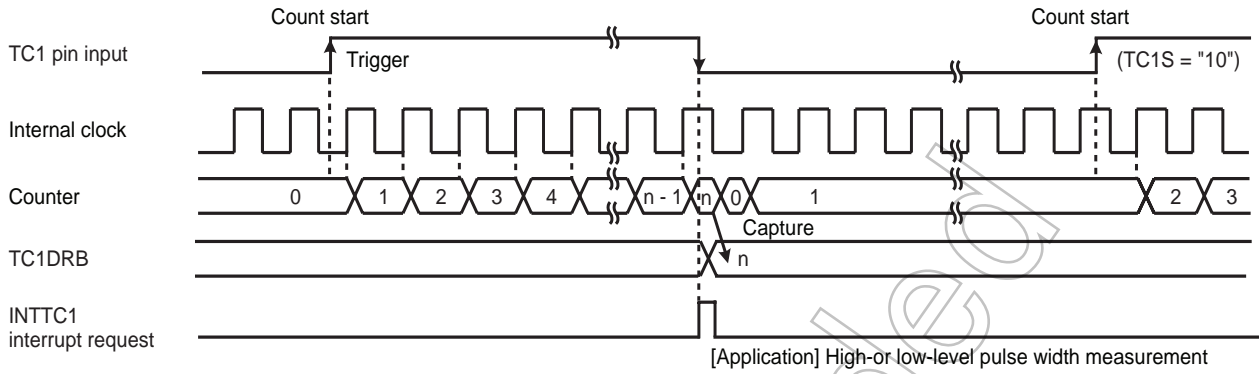 Count start
Count start
TC1 pin input
Trigger
(TC1S = "10")
Internal clock
Counter
0
1
2
3
4
n - 1
n
0
1
2
3
Capture
TC1DRB
n
INTTC1
interrupt request
[Application] High-or low-level pulse width measurement